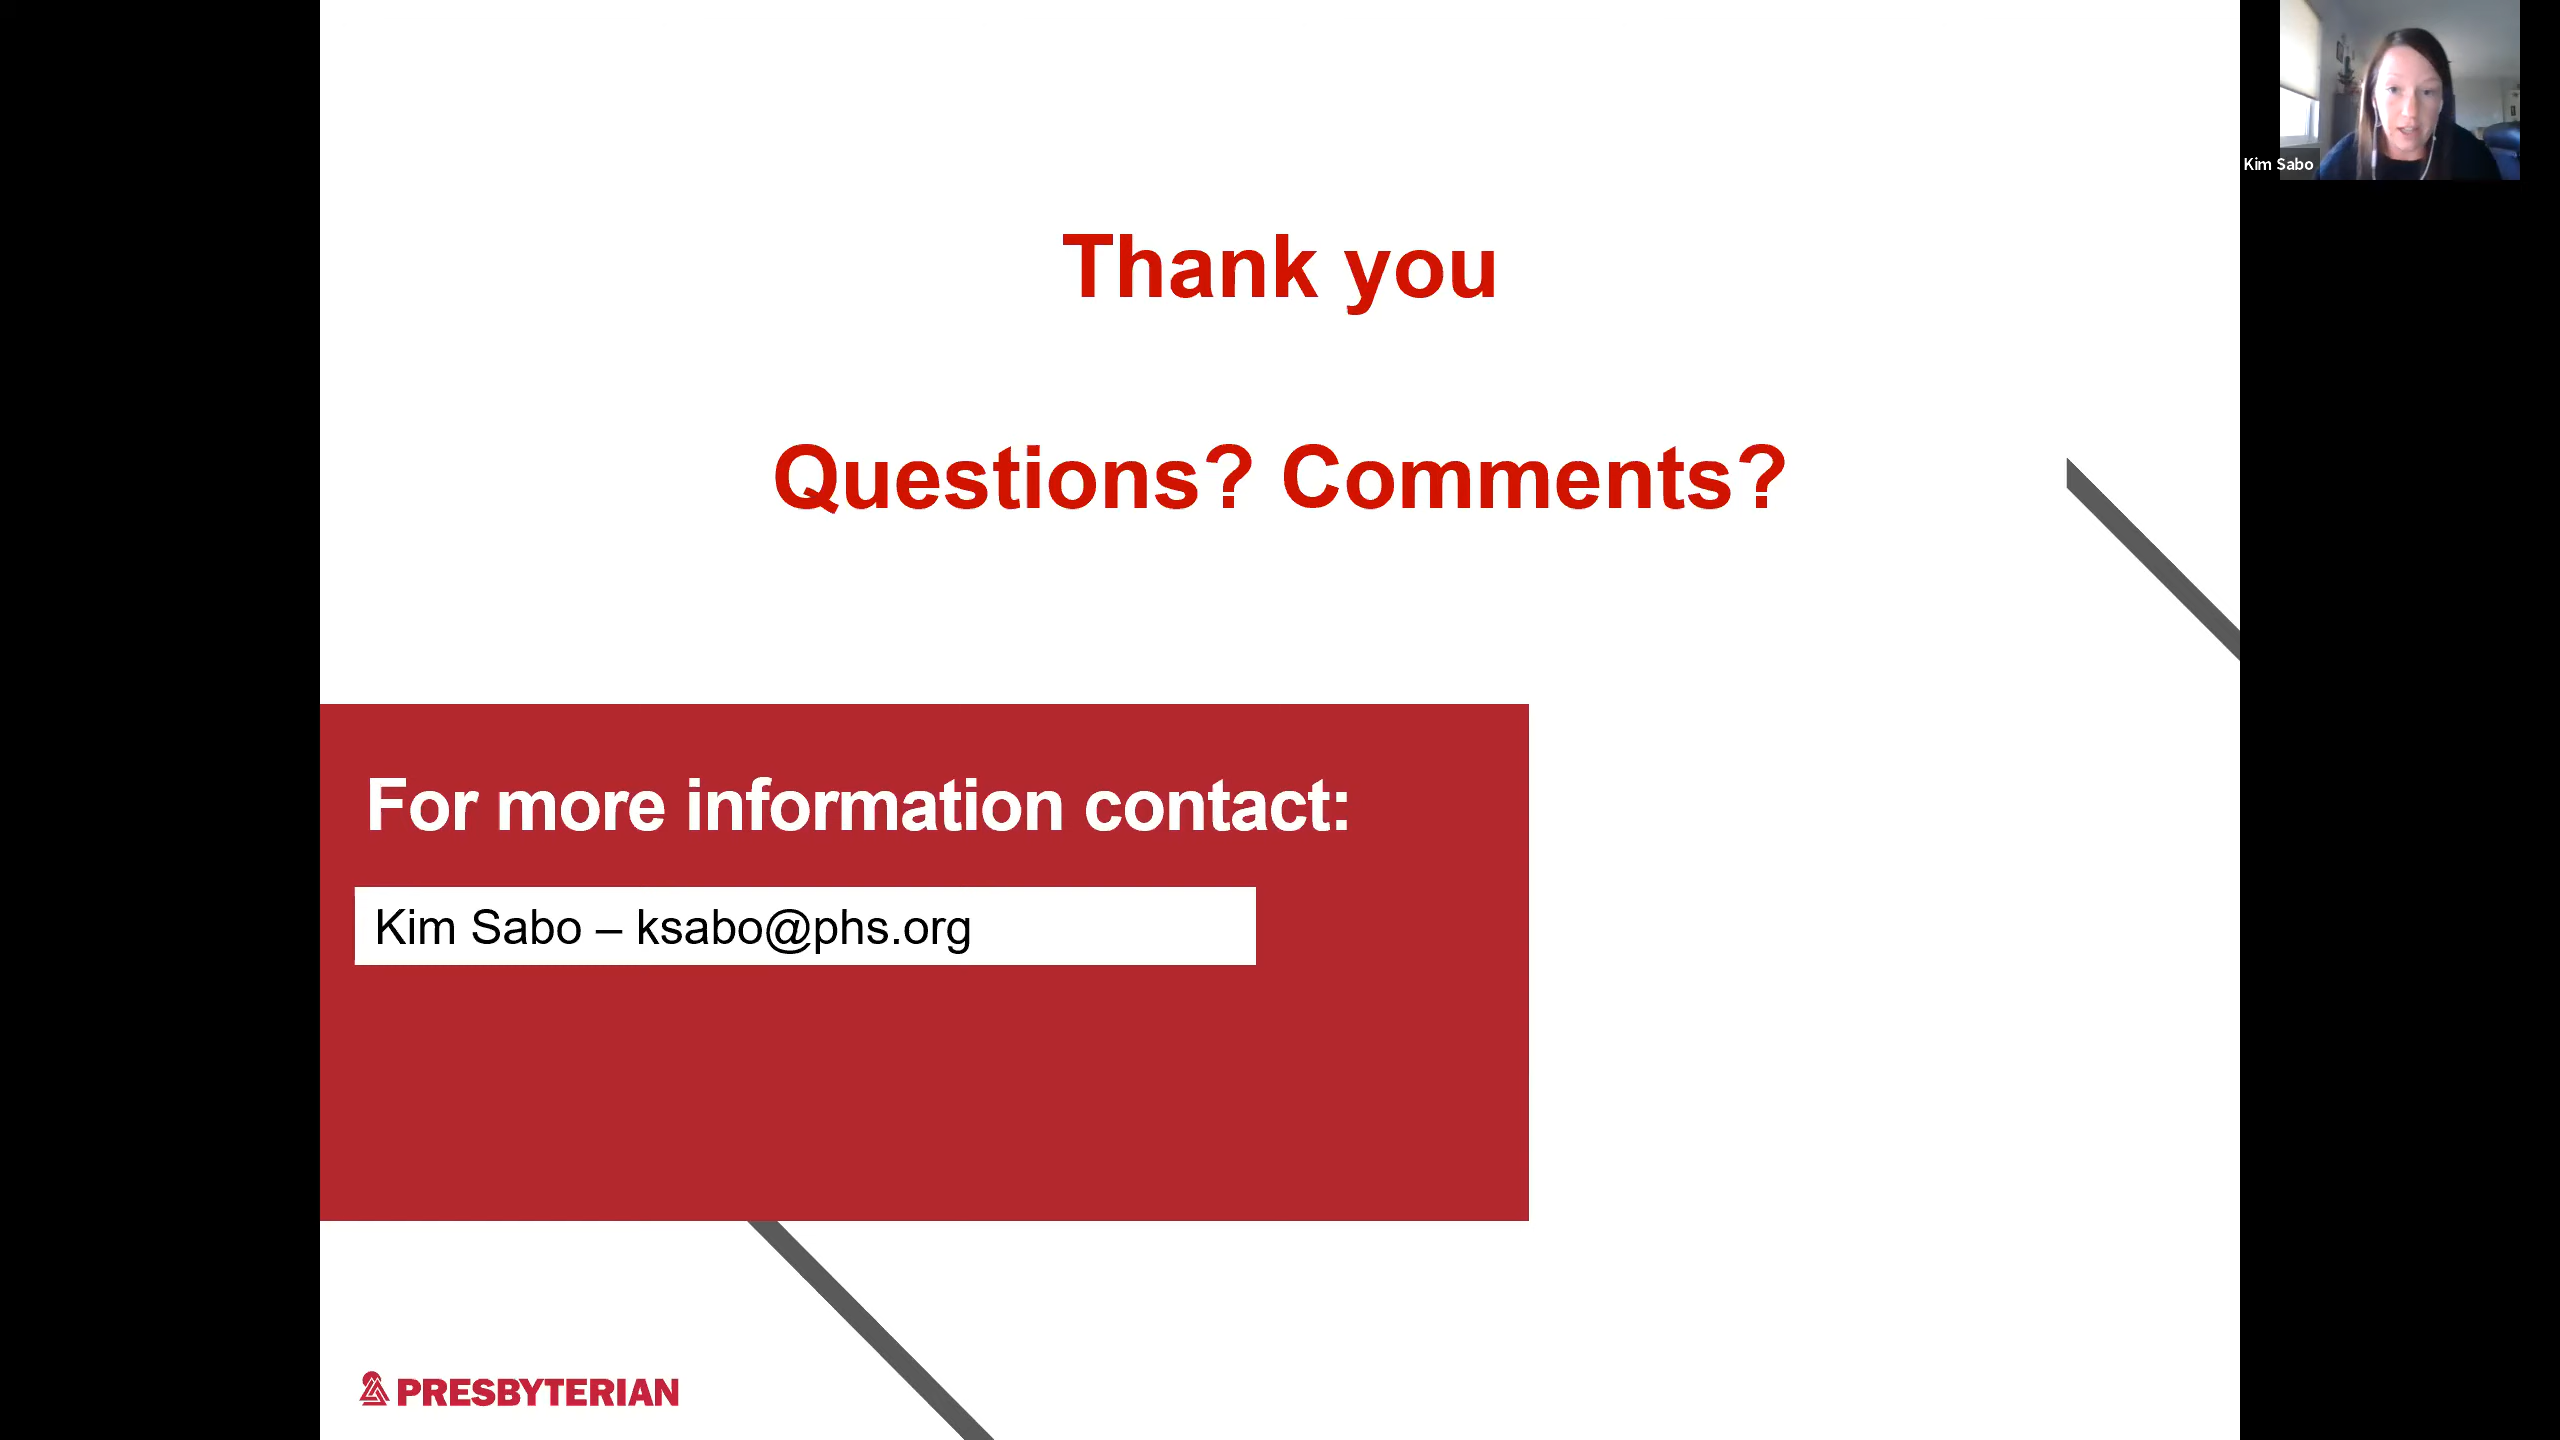 Thank you
Questions? Comments?
Kim Sabo
For more information contact:
Kim Sabo – ksabo@phs.org
PRESBYTERIAN